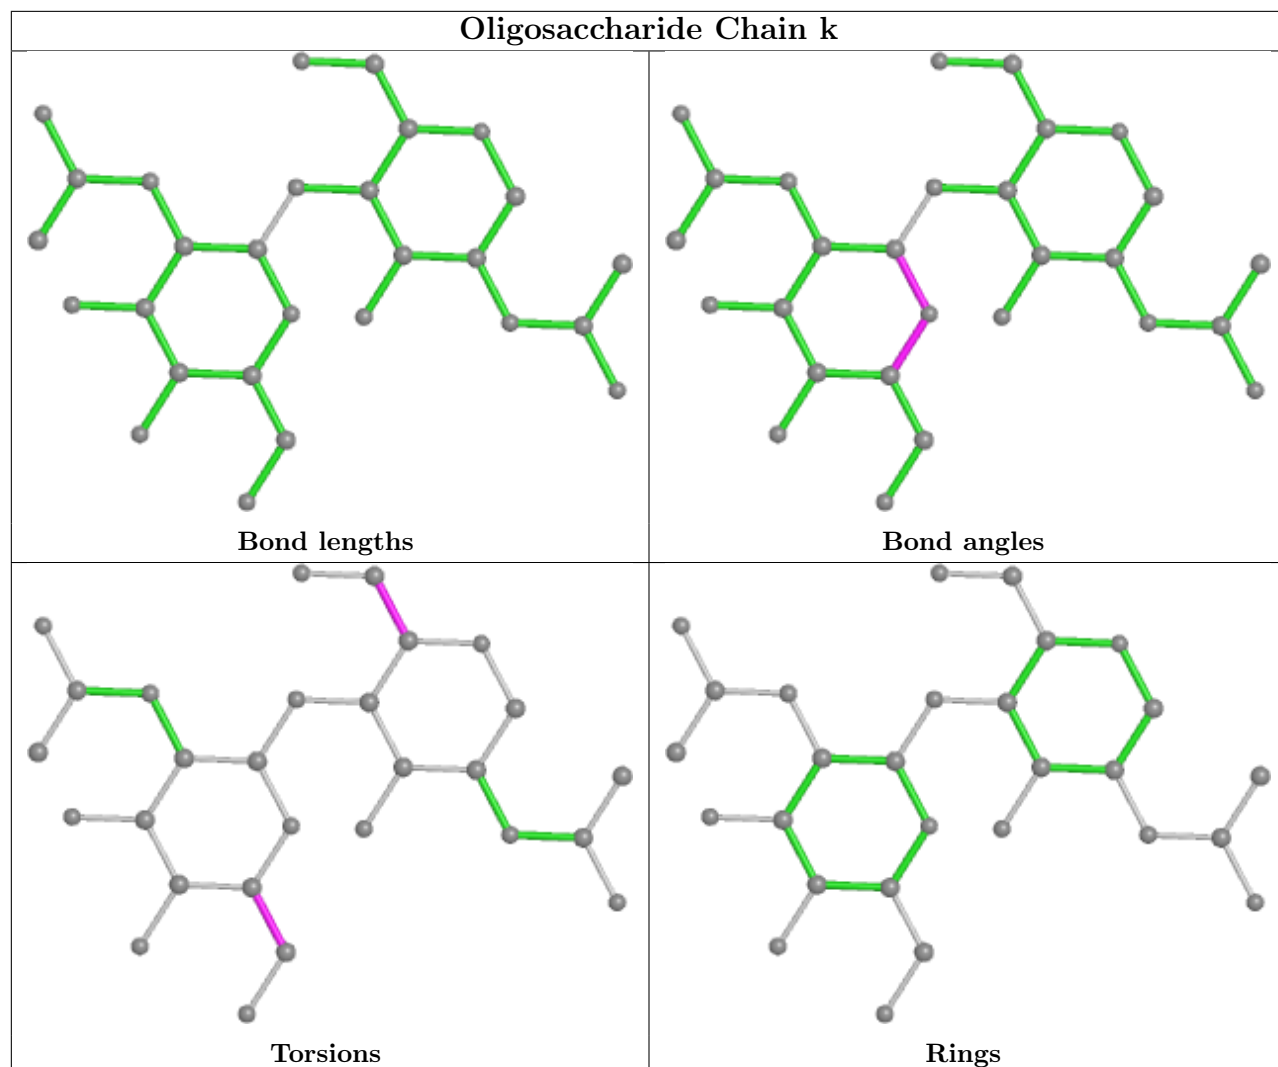 Oligosaccharide Chain k
Bond lengths
Bond angles
Torsions
Rings